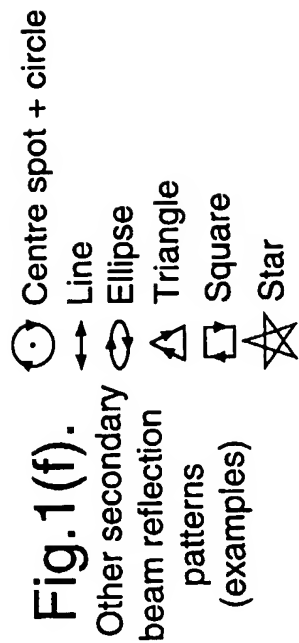 Fig.1(f).
Other secondary
beam reflection
patterns
(examples)
Centre spot + circle
Line
Ellipse
Triangle
Square
Star